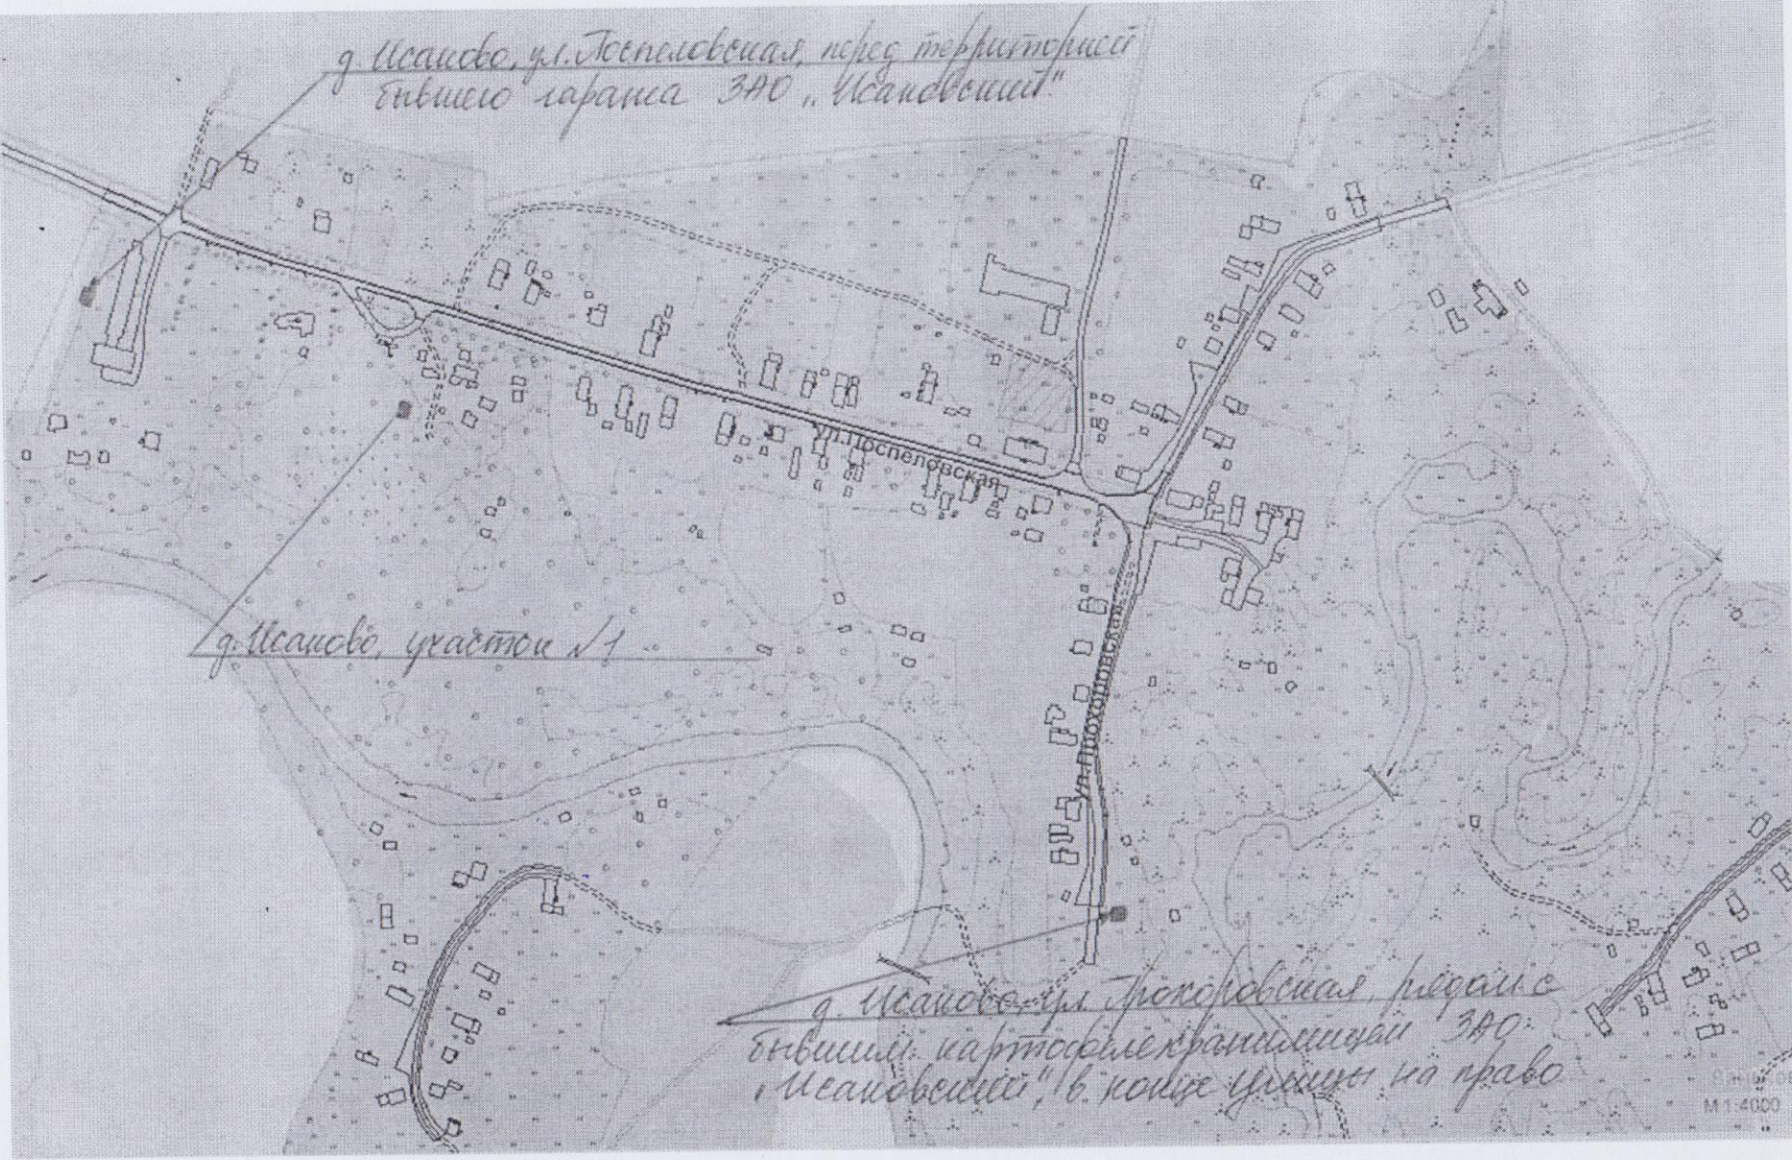 д. Исаково, ул. Поспеловская, перед территорией
бывшего гаража ЗАО „Исаковский"
ул.Поспеловская
д. Исаково, участок №1
ул.Прохоровская
д. Исаково, ул. Прохоровская, рядом с
бывшим картофелехранилищем ЗАО
„Исаковский", в конце улицы на право
М 1:4000